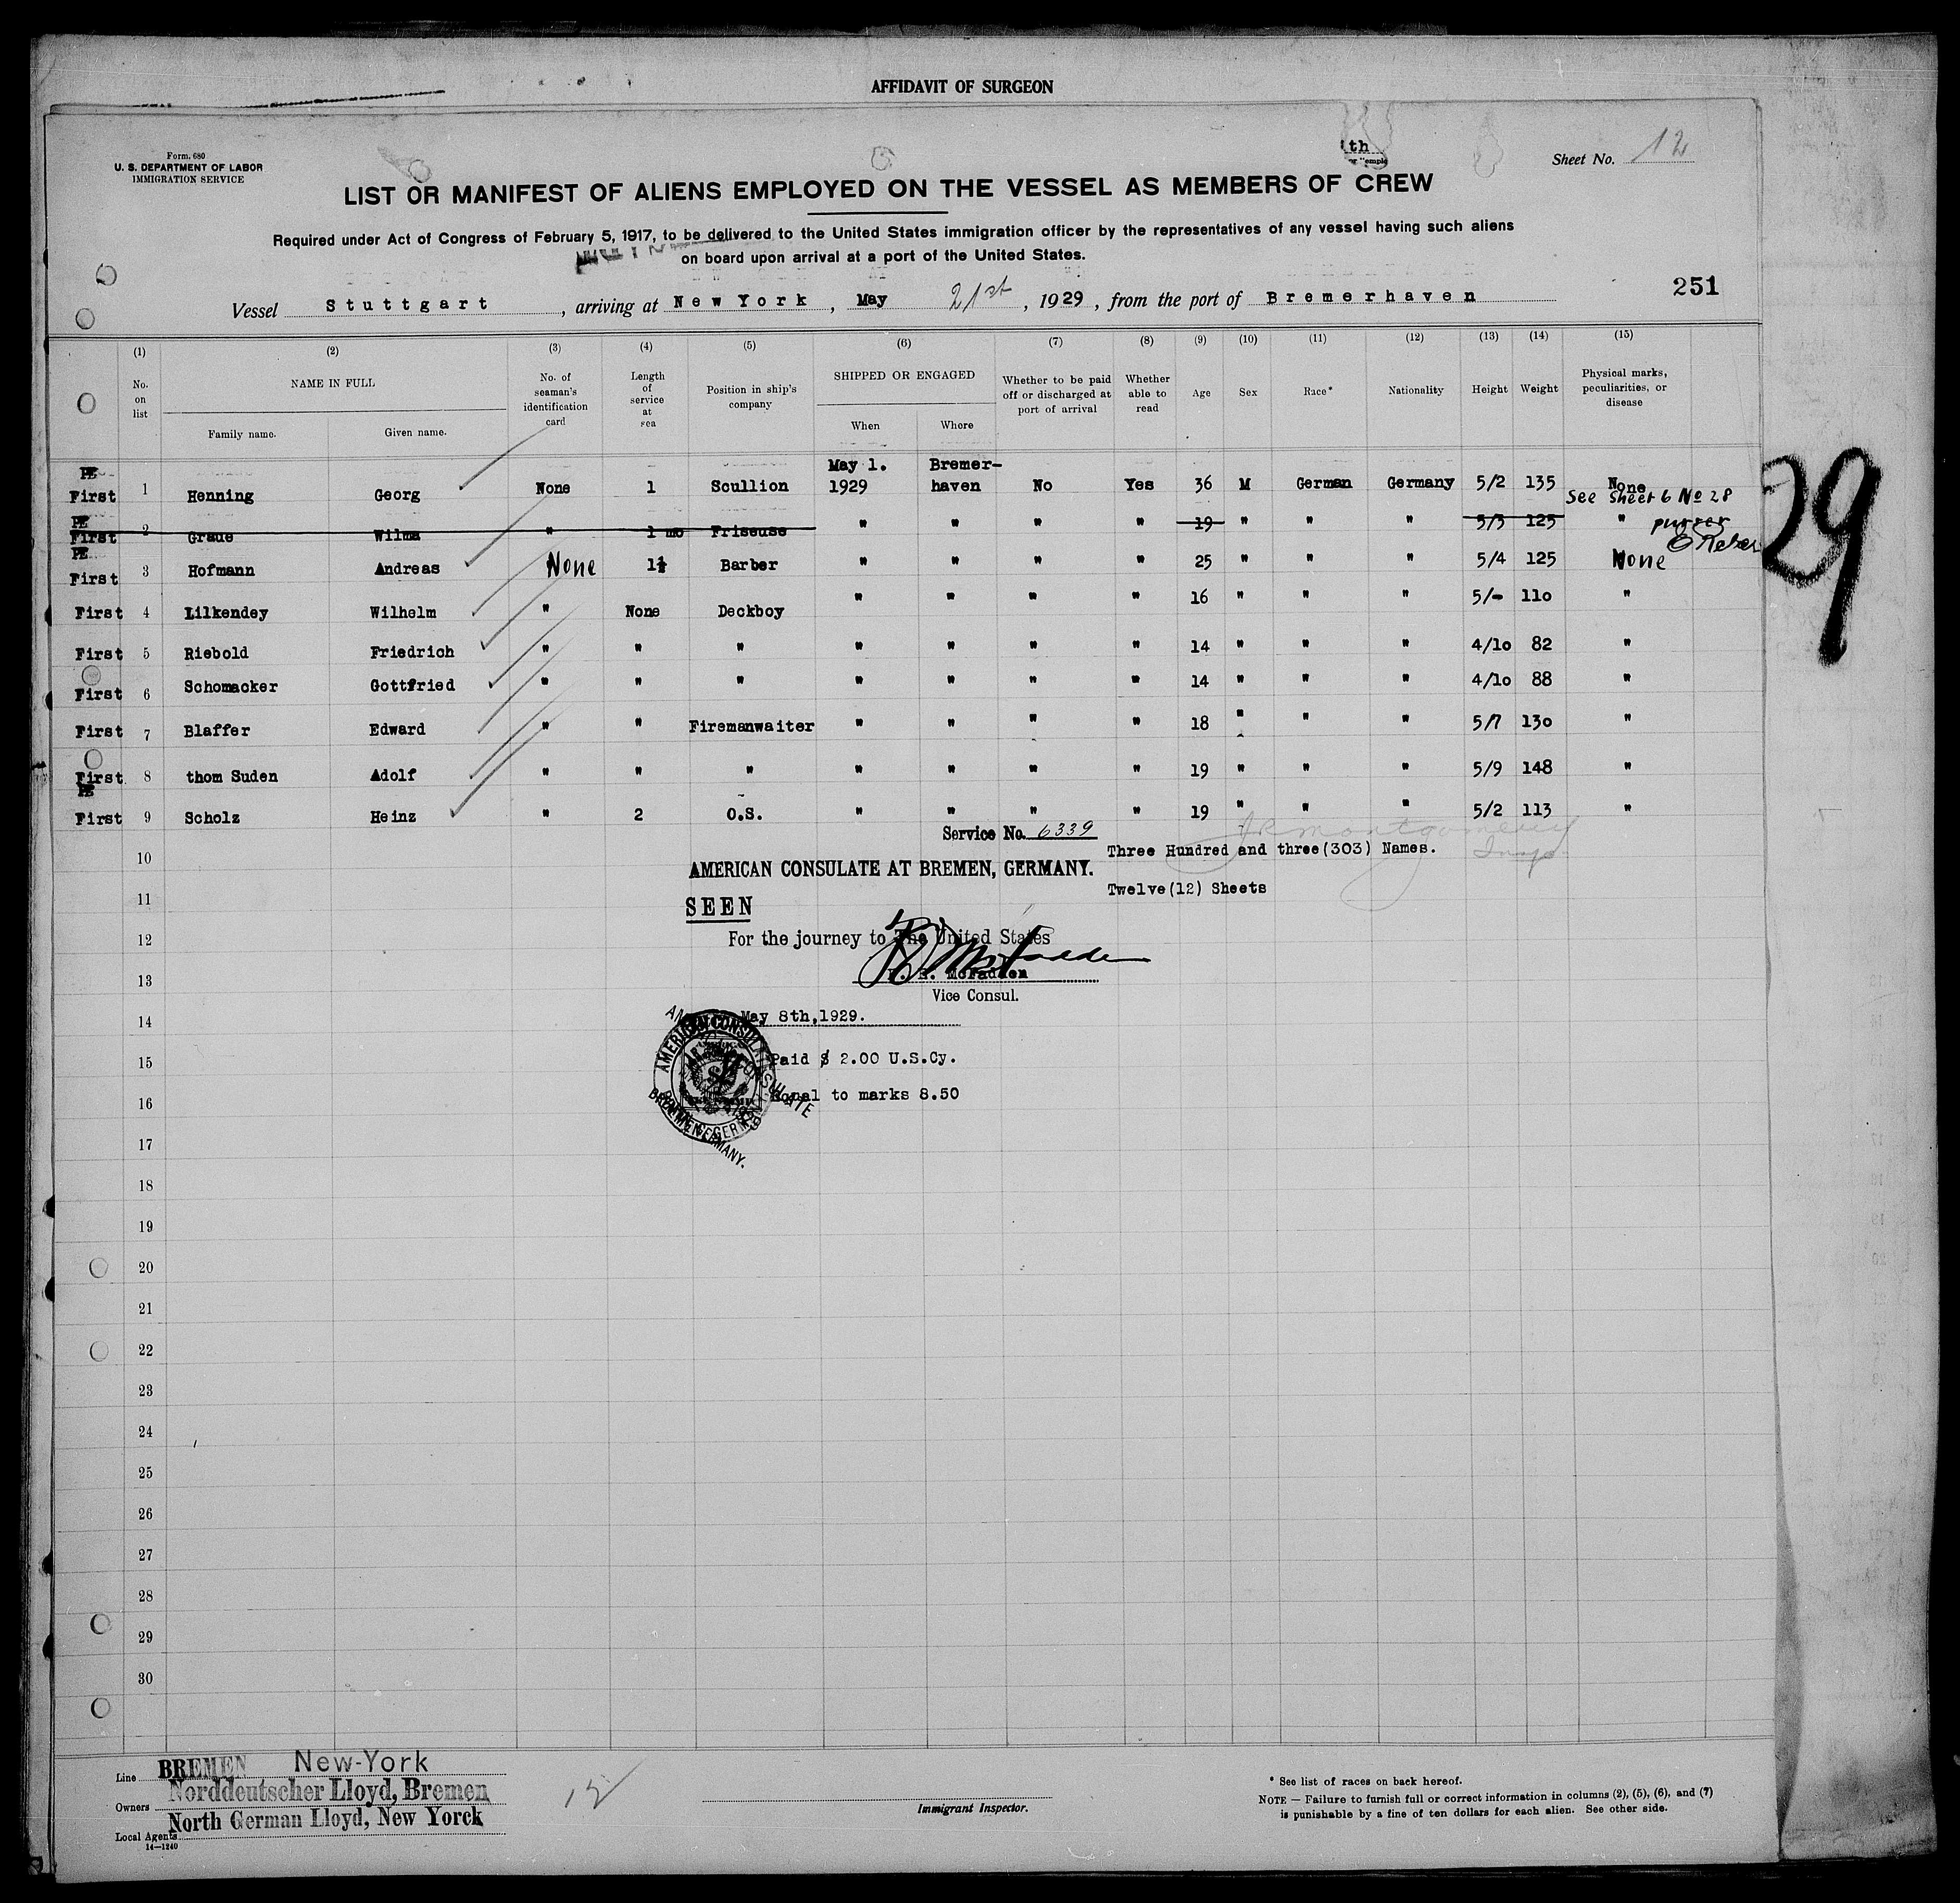 AFFIDAVIT OF SURGEON
Form. 680
U. S. DEPARTMENT OF LABOR
IMMIGRATION SERVICE
th
Sheet No. 12
LIST OR MANIFEST OF ALIENS EMPLOYED ON THE VESSEL AS MEMBERS OF CREW
Required under Act of Congress of February 5, 1917, to be delivered to the United States immigration officer by the representatives of any vessel having such aliens
on board upon arrival at a port of the United States.
251
Vessel Stuttgart, arriving at New York, May 21st, 1929, from the port of Bremerhaven
(1) (2) (3) (4) (5) (6) (7) (8) (9) (10) (11) (12) (13) (14) (15)
No. on list
NAME IN FULL
Family name. Given name.
No. of seaman's identification card
Length of service at sea
Position in ship's company
SHIPPED OR ENGAGED
When Where
Whether to be paid off or discharged at port of arrival
Whether able to read
Age
Sex
Race*
Nationality
Height
Weight
Physical marks, peculiarities, or disease
PE
May 1. Bremer-
First 1 Henning Georg None 1 Scullion 1929 haven No Yes 36 M German Germany 5/2 135 None
See Sheet 6 No 28
PE
First 2 Graue Wilma " 1 mo Friseuse " " " " 19 " " " 5/3 125 "
purser
PE
First 3 Hofmann Andreas None Barber " " " " 25 " " " 5/4 125 None
First 4 Lilkendey Wilhelm " None Deckboy " " " " 16 " " " 5/- 110 "
First 5 Riebold Friedrich " " " " " " " 14 " " " 4/10 82 "
First 6 Schomacker Gottfried " " " " " " " 14 " " " 4/10 88 "
First 7 Blaffer Edward " " Firemanwaiter " " " " 18 " " " 5/7 130 "
First 8 thom Suden Adolf " " " " " " " 19 " " " 5/9 148 "
PE
First 9 Scholz Heinz " 2 O.S. " " " " 19 " " " 5/2 113 "
29
Service No. 6339
JR Montgomery
Insp.
Three Hundred and three(303) Names.
10
AMERICAN CONSULATE AT BREMEN, GERMANY.
Twelve(12) Sheets
11
SEEN
12
For the journey to The United States
13
McFadden
Vice Consul.
14
May 8th,1929.
15
Paid $ 2.00 U.S.Cy.
16
Equal to marks 8.50
AMERICAN CONSULATE
BREMEN, GERMANY.
17
18
19
20
21
22
23
24
25
26
27
28
29
30
Line BREMEN New-York
Owners Norddeutscher Lloyd, Bremen
Local Agents North German Lloyd, New Yorck
14—1240
12
Immigrant Inspector.
* See list of races on back hereof.
NOTE — Failure to furnish full or correct information in columns (2), (5), (6), and (7)
is punishable by a fine of ten dollars for each alien. See other side.